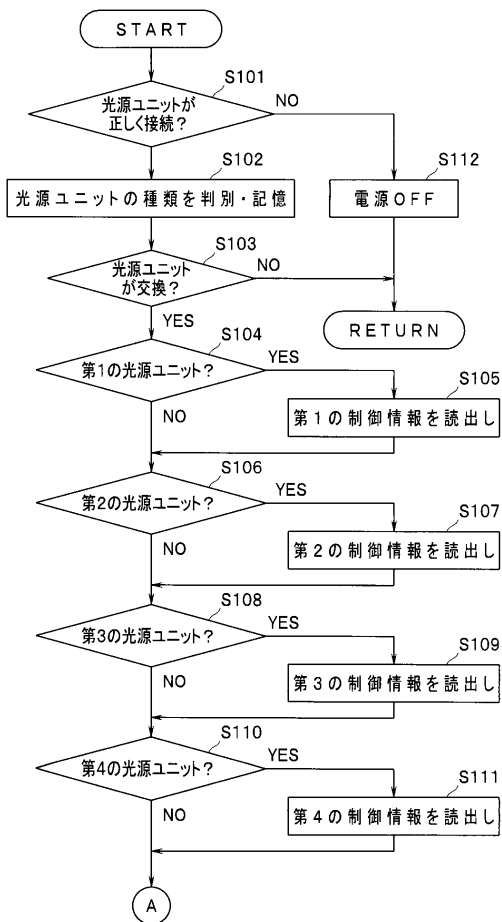 START
S101
光源ユニットが
正しく接続?
NO
S102
光源ユニットの種類を判別・記憶
S112
電源OFF
S103
光源ユニット
が交換?
NO
YES
RETURN
S104
第1の光源ユニット?
YES
NO
S105
第1の制御情報を読出し
S106
第2の光源ユニット?
YES
NO
S107
第2の制御情報を読出し
S108
第3の光源ユニット?
YES
NO
S109
第3の制御情報を読出し
S110
第4の光源ユニット?
YES
NO
S111
第4の制御情報を読出し
A